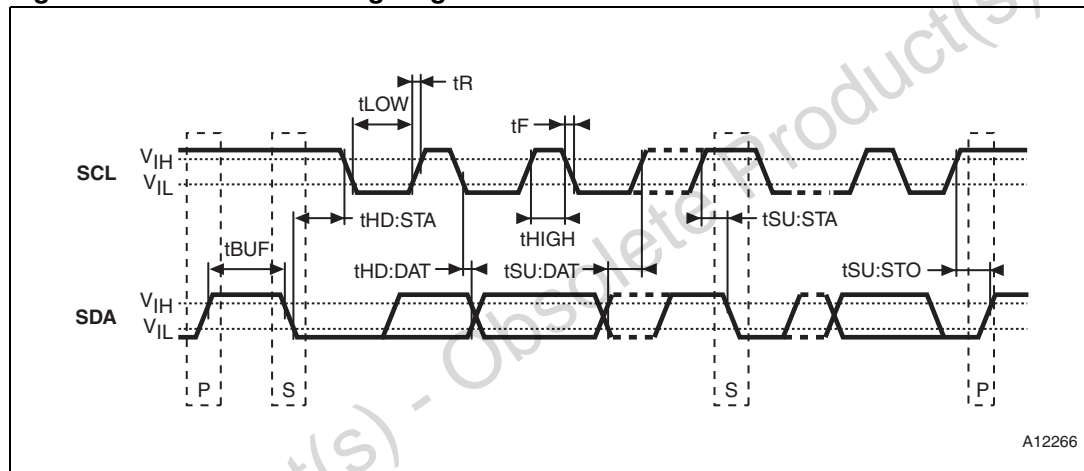 tR
tLOW
tF
VIH
SCL
VIL
tHD:STA
tHIGH
tSU:STA
tBUF
tHD:DAT
tSU:DAT
tSU:STO
VIH
SDA
VIL
P
S
S
P
A12266
- Obsolete Product(s)